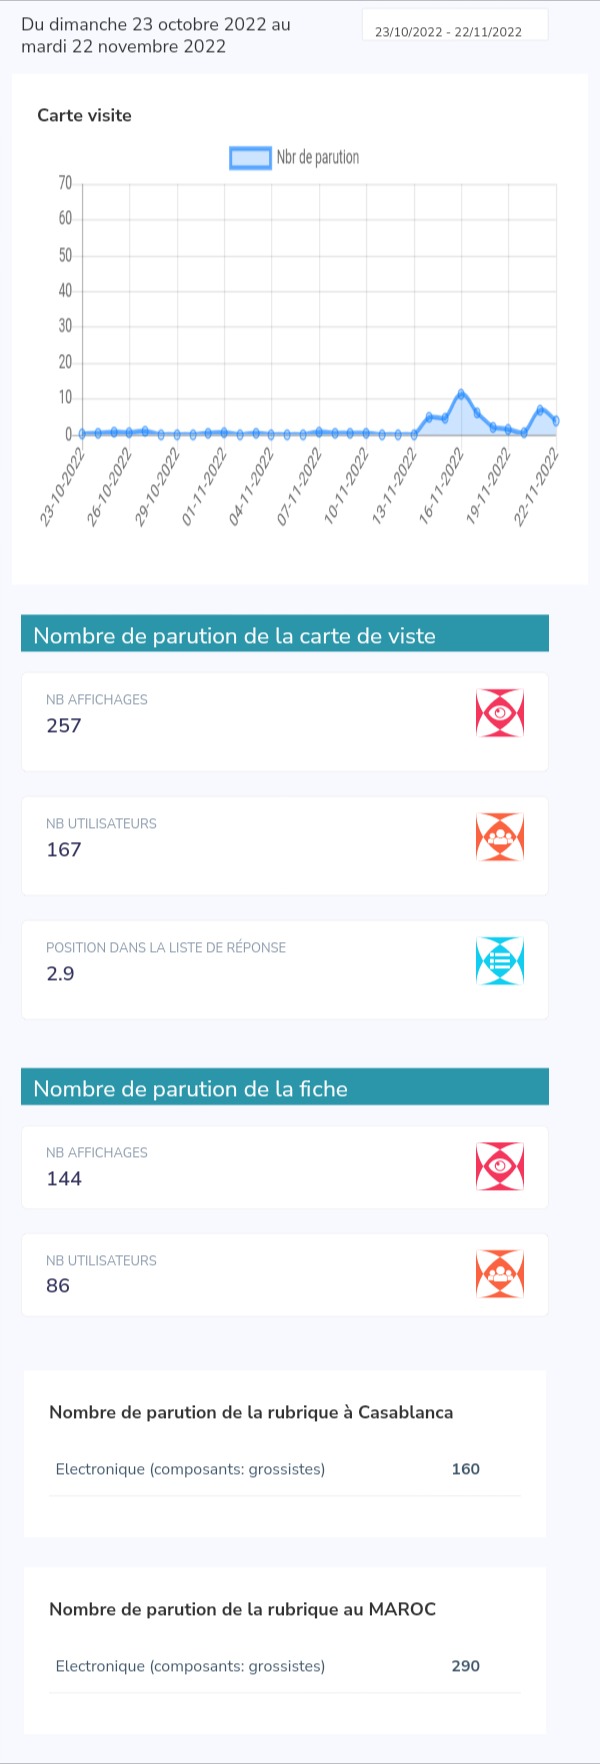 Du dimanche 23 octobre 2022 au
mardi 22 novembre 2022
23/10/2022 - 22/11/2022
Carte visite
Nbr de parution
70
60
50
40
30
20
10
0
23-10-2022
26-10-2022
29-10-2022
01-11-2022
04-11-2022
07-11-2022
10-11-2022
13-11-2022
16-11-2022
19-11-2022
22-11-2022
Nombre de parution de la carte de viste
NB AFFICHAGES
257
NB UTILISATEURS
167
POSITION DANS LA LISTE DE RÉPONSE
2.9
Nombre de parution de la fiche
NB AFFICHAGES
144
NB UTILISATEURS
86
Nombre de parution de la rubrique à Casablanca
Electronique (composants: grossistes) 160
Nombre de parution de la rubrique au MAROC
Electronique (composants: grossistes) 290